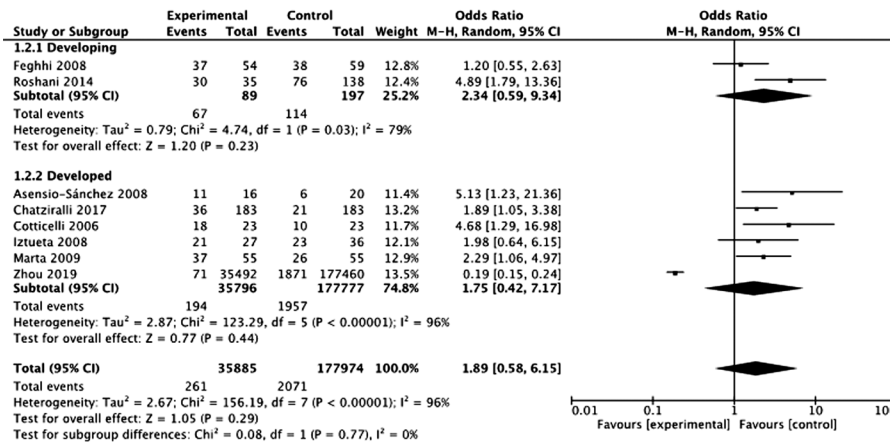 Experimental Control Odds Ratio Odds Ratio
Study or Subgroup Events Total Events Total Weight M-H, Random, 95% CI M-H, Random, 95% CI
1.2.1 Developing
Feghhi 2008 37 54 38 59 12.8% 1.20 [0.55, 2.63]
Roshani 2014 30 35 76 138 12.4% 4.89 [1.79, 13.36]
Subtotal (95% CI) 89 197 25.2% 2.34 [0.59, 9.34]
Total events 67 114
Heterogeneity: Tau² = 0.79; Chi² = 4.74, df = 1 (P = 0.03); I² = 79%
Test for overall effect: Z = 1.20 (P = 0.23)
1.2.2 Developed
Asensio-Sánchez 2008 11 16 6 20 11.4% 5.13 [1.23, 21.36]
Chatziralli 2017 36 183 21 183 13.2% 1.89 [1.05, 3.38]
Cotticelli 2006 18 23 10 23 11.7% 4.68 [1.29, 16.98]
Iztueta 2008 21 27 23 36 12.1% 1.98 [0.64, 6.15]
Marta 2009 37 55 26 55 12.9% 2.29 [1.06, 4.97]
Zhou 2019 71 35492 1871 177460 13.5% 0.19 [0.15, 0.24]
Subtotal (95% CI) 35796 177777 74.8% 1.75 [0.42, 7.17]
Total events 194 1957
Heterogeneity: Tau² = 2.87; Chi² = 123.29, df = 5 (P < 0.00001); I² = 96%
Test for overall effect: Z = 0.77 (P = 0.44)
Total (95% CI) 35885 177974 100.0% 1.89 [0.58, 6.15]
Total events 261 2071
Heterogeneity: Tau² = 2.67; Chi² = 156.19, df = 7 (P < 0.00001); I² = 96%
Test for overall effect: Z = 1.05 (P = 0.29)
Test for subgroup differences: Chi² = 0.08, df = 1 (P = 0.77), I² = 0%
0.01 0.1 1 10 100
Favours [experimental] Favours [control]